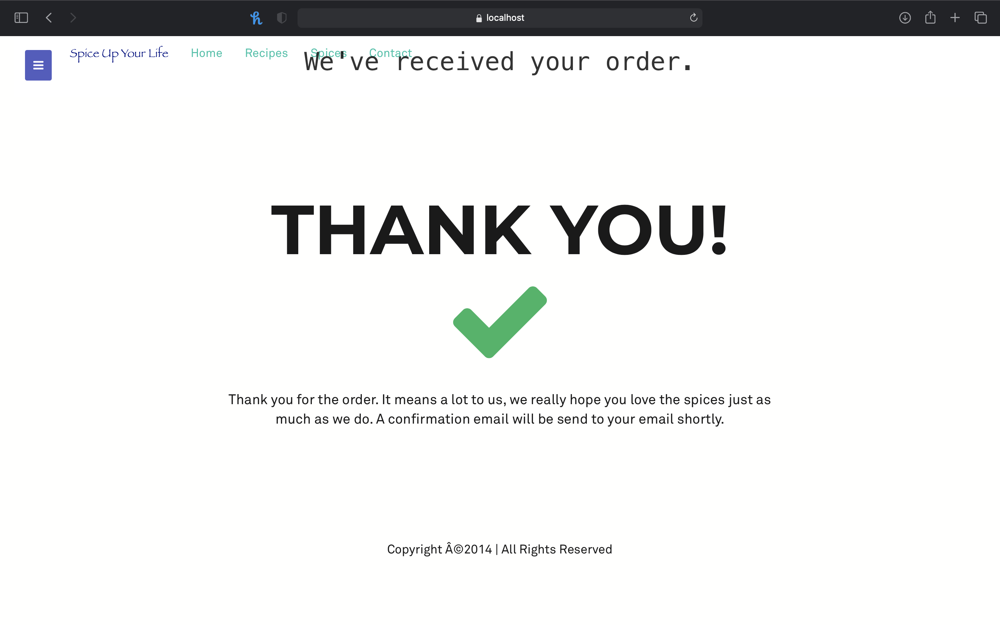 localhost
Spice Up Your Life Home Recipes Spices Contact
We've received your order.
THANK YOU!
Thank you for the order. It means a lot to us, we really hope you love the spices just as
much as we do. A confirmation email will be send to your email shortly.
Copyright Â©2014 | All Rights Reserved